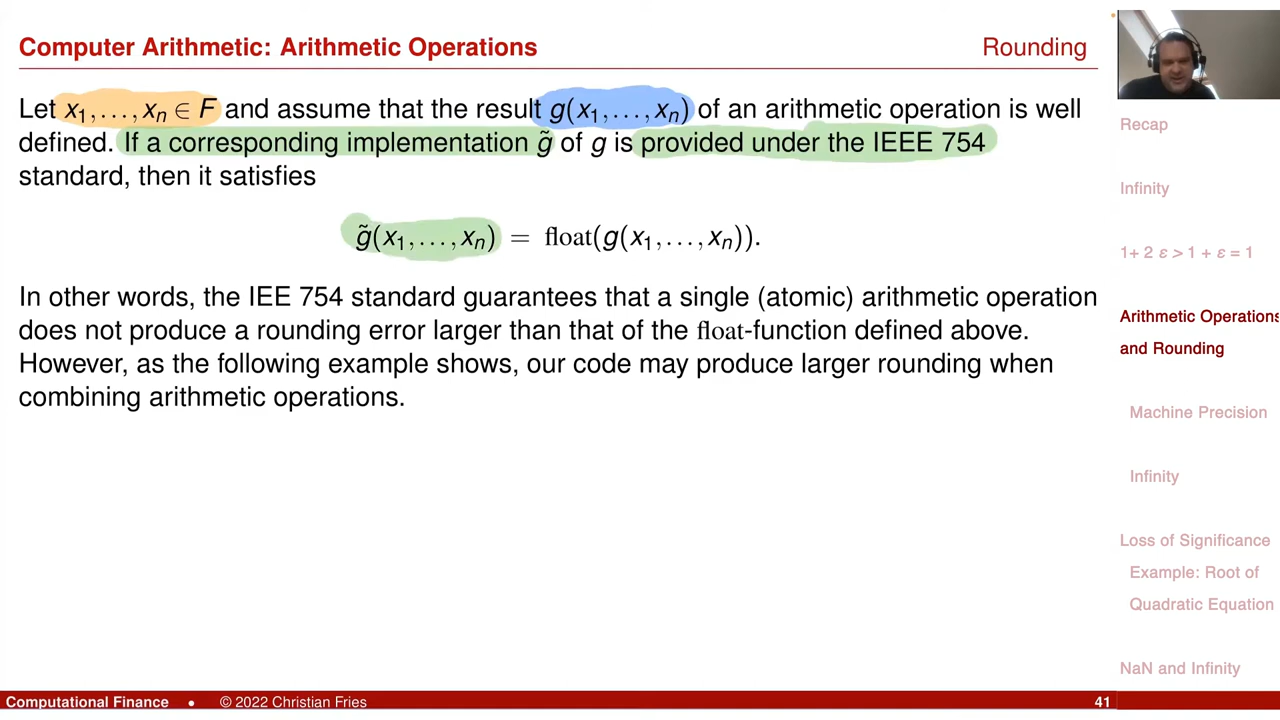 Computer Arithmetic: Arithmetic Operations
Rounding
Let x₁,…,xₙ ∈ F and assume that the result g(x₁,…,xₙ) of an arithmetic operation is well
defined. If a corresponding implementation g̃ of g is provided under the IEEE 754
standard, then it satisfies
g̃(x₁,…,xₙ) = float(g(x₁,…,xₙ)).
In other words, the IEE 754 standard guarantees that a single (atomic) arithmetic operation
does not produce a rounding error larger than that of the float-function defined above.
However, as the following example shows, our code may produce larger rounding when
combining arithmetic operations.
Recap
Infinity
1+ 2 ε > 1 + ε = 1
Arithmetic Operations
and Rounding
Machine Precision
Infinity
Loss of Significance
Example: Root of
Quadratic Equation
NaN and Infinity
Computational Finance • © 2022 Christian Fries
41